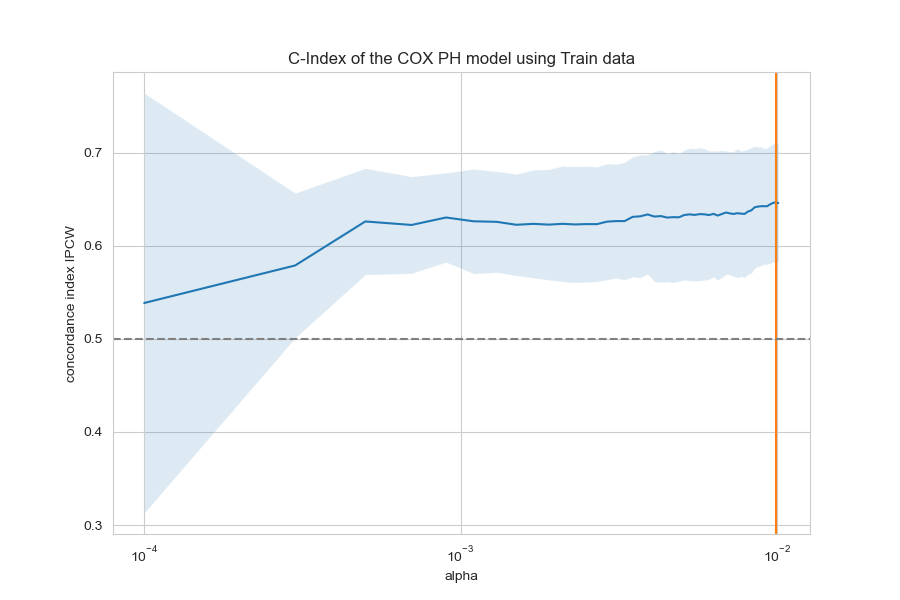 C-Index of the COX PH model using Train data
concordance index IPCW
0.7
0.6
0.5
0.4
0.3
10⁻⁴
10⁻³
10⁻²
alpha